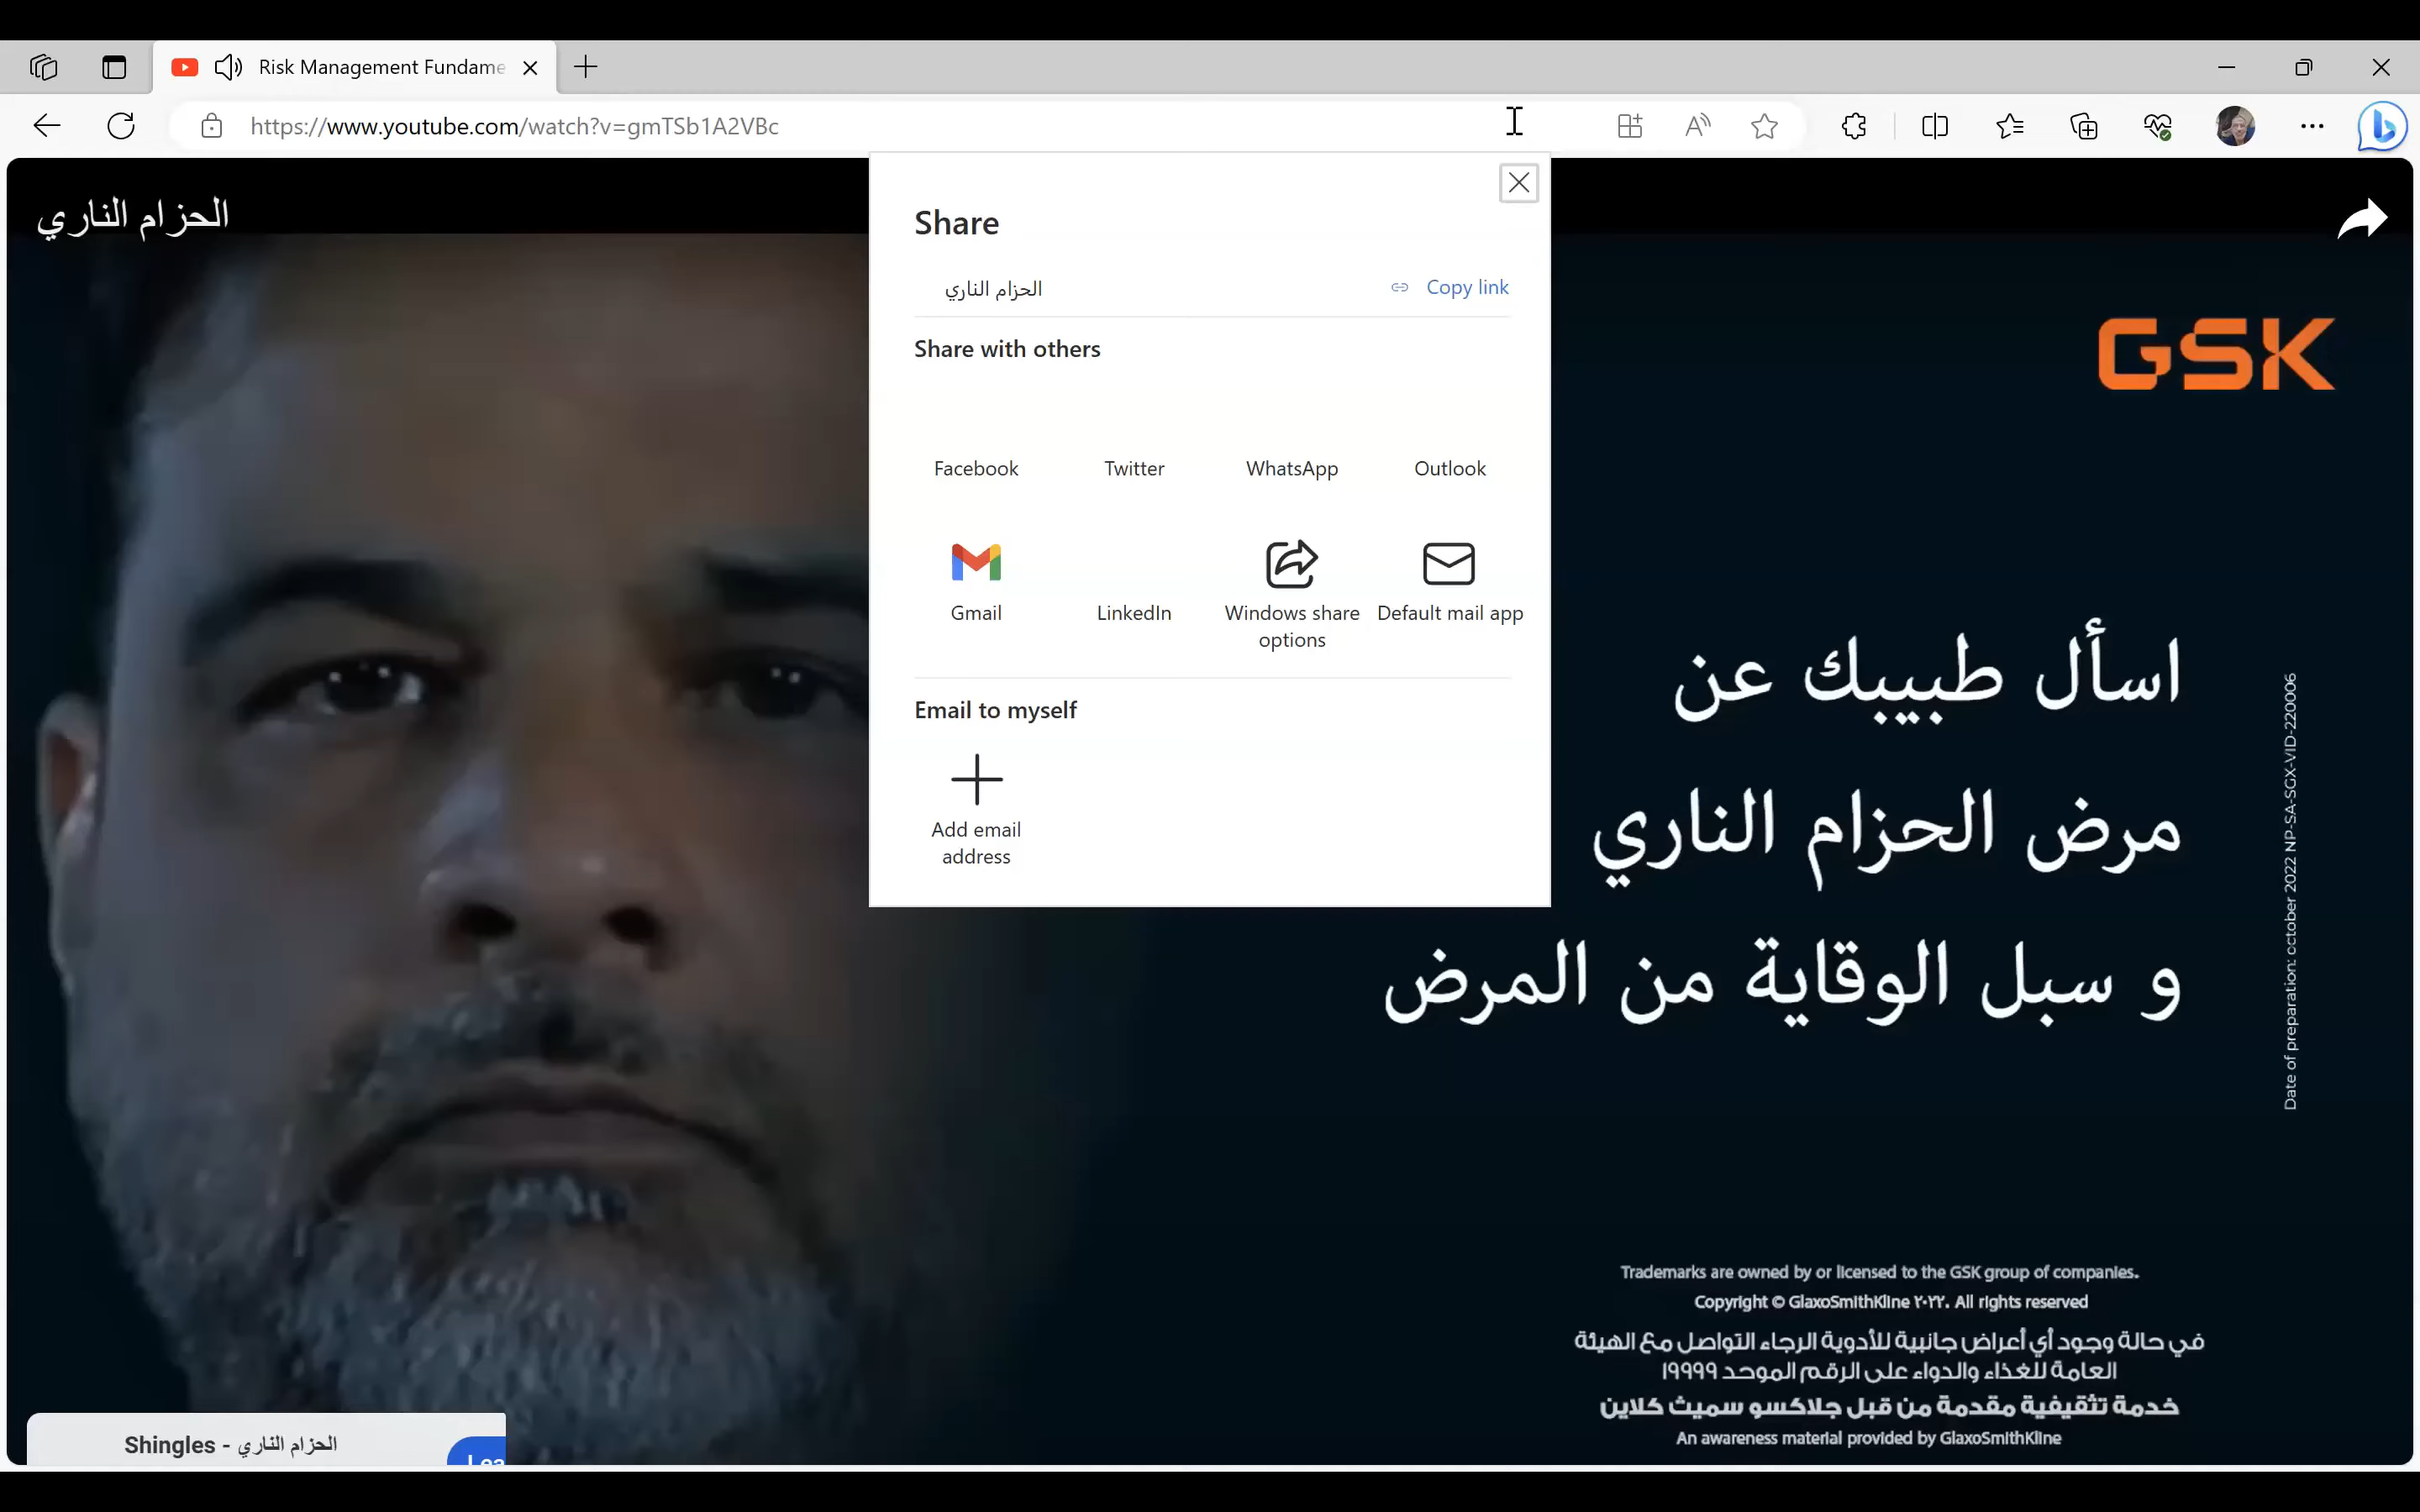 Risk Management Fundame
https://www.youtube.com/watch?v=gmTSb1A2VBc
الحزام الناري
Share
الحزام الناري
Copy link
Share with others
Facebook
Twitter
WhatsApp
Outlook
Gmail
LinkedIn
Windows share
options
Default mail app
Email to myself
Add email
address
GSK
اسأل طبيبك عن
مرض الحزام الناري
و سبل الوقاية من المرض
Date of preparation: october 2022 NP-SA-SGX-VID-220006
Trademarks are owned by or licensed to the GSK group of companies.
Copyright © GlaxoSmithKline ٢٠٢٢. All rights reserved
في حالة وجود أي أعراض جانبية للأدوية الرجاء التواصل مع الهيئة
العامة للغذاء والدواء على الرقم الموحد ١٩٩٩٩
خدمة تثقيفية مقدمة من قبل جلاكسو سميث كلاين
An awareness material provided by GlaxoSmithKline
Shingles - الحزام الناري
Lea